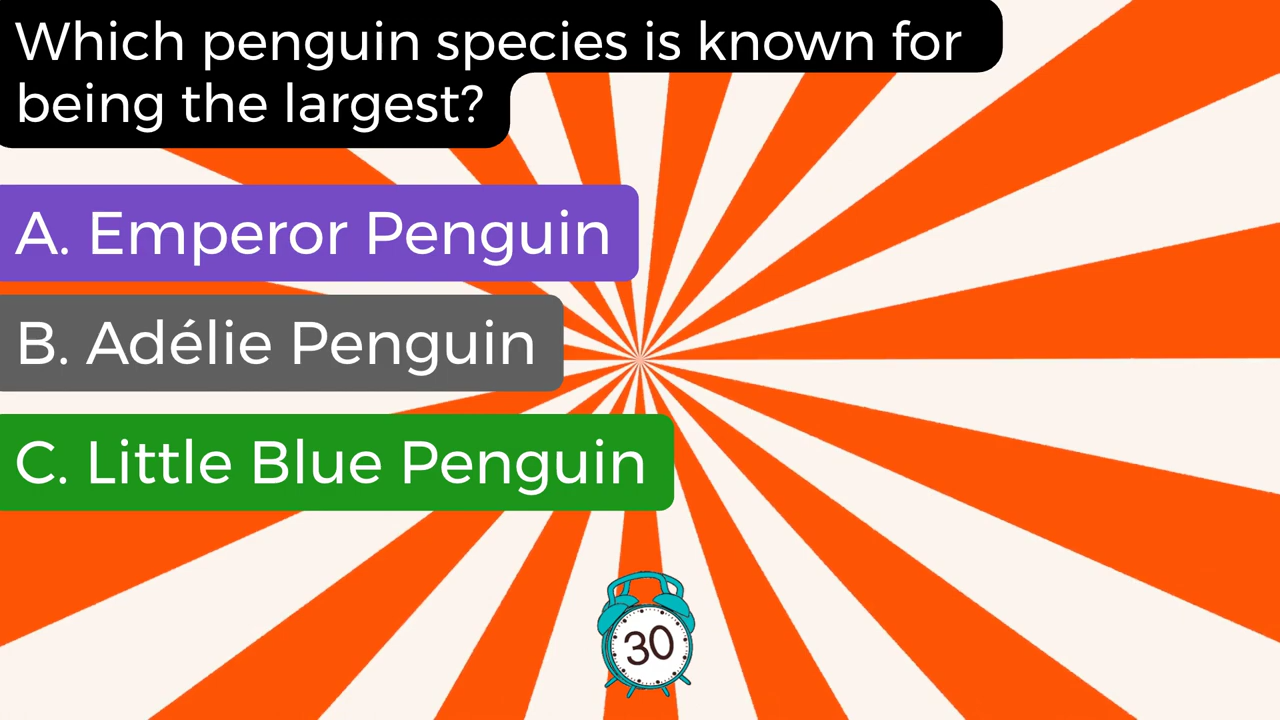 Which penguin species is known for
being the largest?
A. Emperor Penguin
B. Adélie Penguin
C. Little Blue Penguin
30